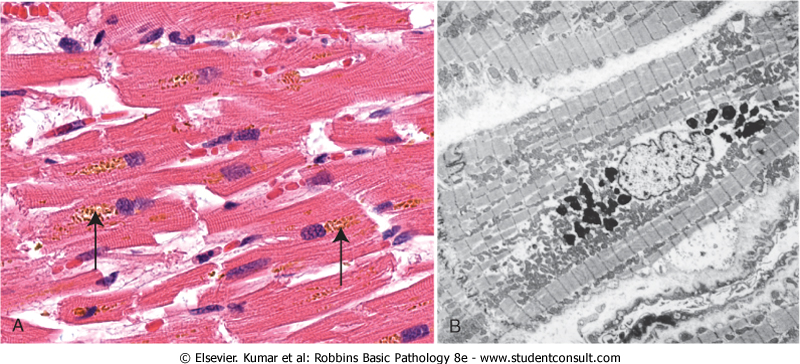 A
B
© Elsevier. Kumar et al: Robbins Basic Pathology 8e - www.studentconsult.com